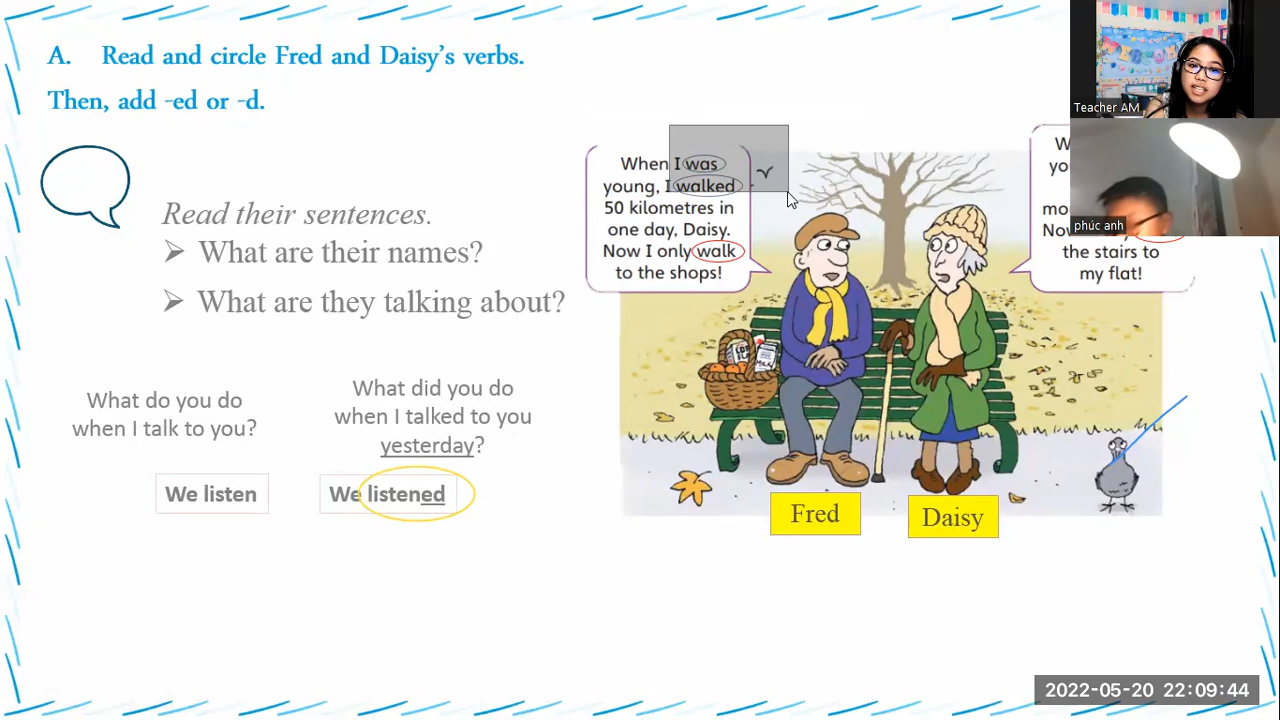 A. Read and circle Fred and Daisy's verbs.
Then, add -ed or -d.
Read their sentences.
➢ What are their names?
➢ What are they talking about?
What do you do
when I talk to you?
We listen
What did you do
when I talked to you
yesterday?
We listened
When I was
young, I walked
50 kilometres in
one day, Daisy.
Now I only walk
to the shops!
the stairs to
my flat!
MILK
Fred
Daisy
Teacher AM
phúc anh
2022-05-20 22:09:44